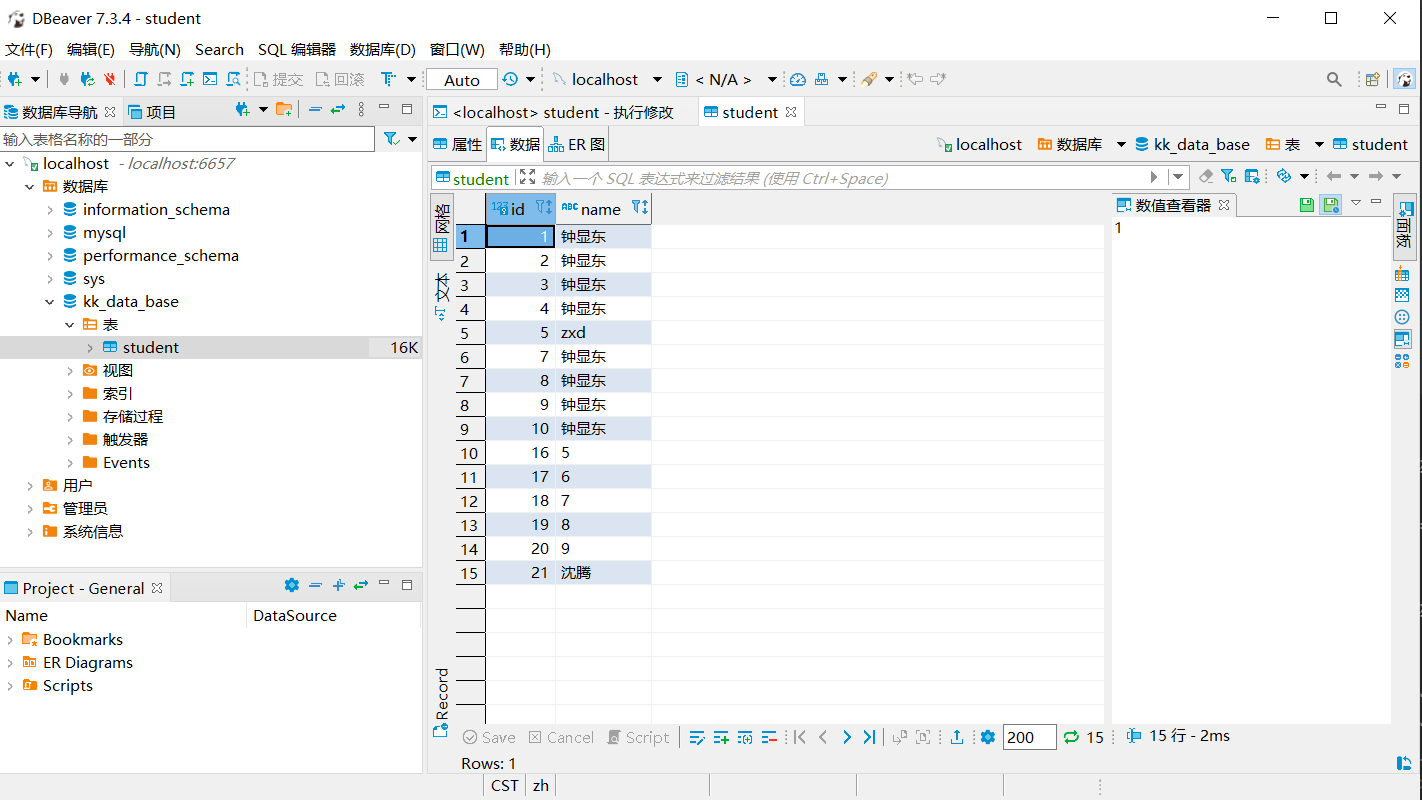 DBeaver 7.3.4 - student
文件(F) 编辑(E) 导航(N) Search SQL 编辑器 数据库(D) 窗口(W) 帮助(H)
提交 回滚 Auto localhost < N/A >
数据库导航 项目
<localhost> student - 执行修改 student
输入表格名称的一部分
属性 数据 ER 图 localhost 数据库 kk_data_base 表 student
localhost - localhost:6657
数据库
information_schema
mysql
performance_schema
sys
kk_data_base
表
student 16K
视图
索引
存储过程
触发器
Events
用户
管理员
系统信息
Project - General
Name DataSource
Bookmarks
ER Diagrams
Scripts
student 输入一个 SQL 表达式来过滤结果 (使用 Ctrl+Space)
网格
文本
Record
123 id ABC name
1 1 钟显东
2 2 钟显东
3 3 钟显东
4 4 钟显东
5 5 zxd
6 7 钟显东
7 8 钟显东
8 9 钟显东
9 10 钟显东
10 16 5
11 17 6
12 18 7
13 19 8
14 20 9
15 21 沈腾
数值查看器
1
面板
Save Cancel Script 200 15 15 行 - 2ms
Rows: 1
CST zh